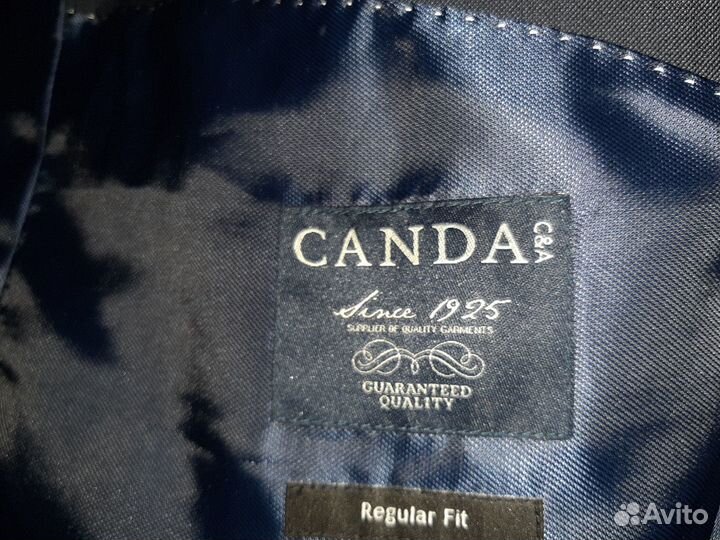 CANDA
C&A
Since 1925
SUPPLIER OF QUALITY GARMENTS
GUARANTEED
QUALITY
Regular Fit
Avito